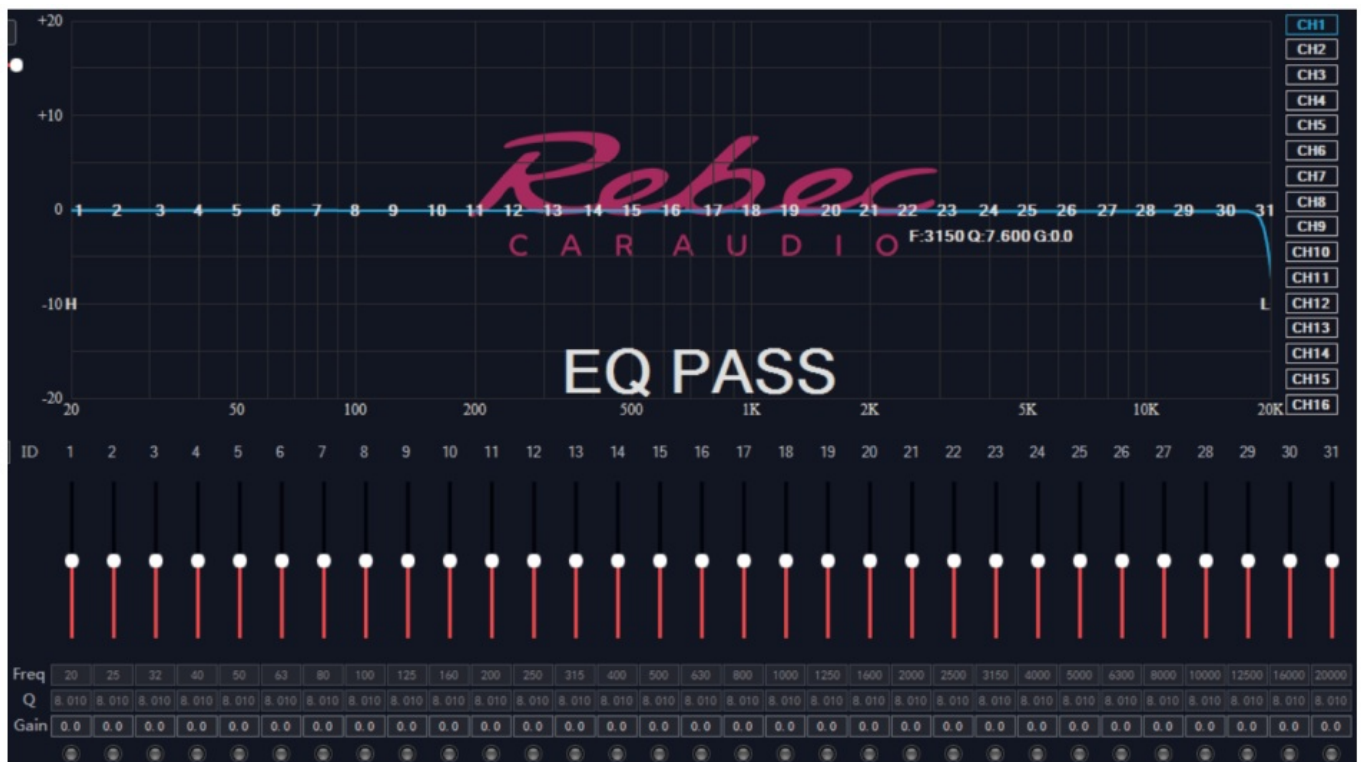 +20
CH1
CH2
CH3
CH4
+10
CH5
CH6
Rebec
CH7
CH8
0 1 2 3 4 5 6 7 8 9 10 11 12 13 14 15 16 17 18 19 20 21 22 23 24 25 26 27 28 29 30 31
CH9
CAR AUDIO
F:3150 Q:7.600 G:0.0
CH10
CH11
-10 H L
CH12
CH13
CH14
EQ PASS
CH15
-20
CH16
20 50 100 200 500 1K 2K 5K 10K 20K
ID 1 2 3 4 5 6 7 8 9 10 11 12 13 14 15 16 17 18 19 20 21 22 23 24 25 26 27 28 29 30 31
Freq 20 25 32 40 50 63 80 100 125 160 200 250 315 400 500 630 800 1000 1250 1600 2000 2500 3150 4000 5000 6300 8000 10000 12500 16000 20000
Q 8.010 8.010 8.010 8.010 8.010 8.010 8.010 8.010 8.010 8.010 8.010 8.010 8.010 8.010 8.010 8.010 8.010 8.010 8.010 8.010 8.010 8.010 8.010 8.010 8.010 8.010 8.010 8.010 8.010 8.010 8.010
Gain 0.0 0.0 0.0 0.0 0.0 0.0 0.0 0.0 0.0 0.0 0.0 0.0 0.0 0.0 0.0 0.0 0.0 0.0 0.0 0.0 0.0 0.0 0.0 0.0 0.0 0.0 0.0 0.0 0.0 0.0 0.0